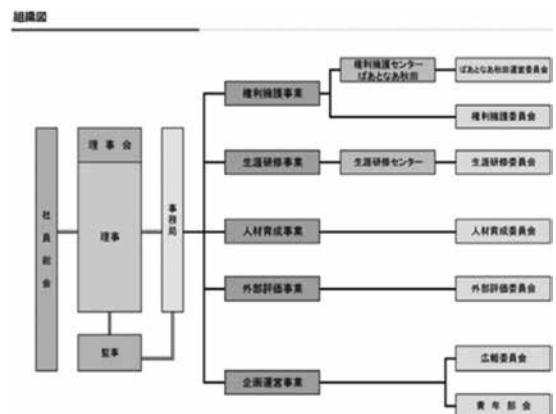 組織図
社員総会
理事会
理事
監事
事務局
権利擁護事業
権利擁護センター
ぱあとなあ秋田
ぱあとなあ秋田運営委員会
権利擁護委員会
生涯研修事業
生涯研修センター
生涯研修委員会
人材育成事業
人材育成委員会
外部評価事業
外部評価委員会
企画運営事業
広報委員会
青年部会